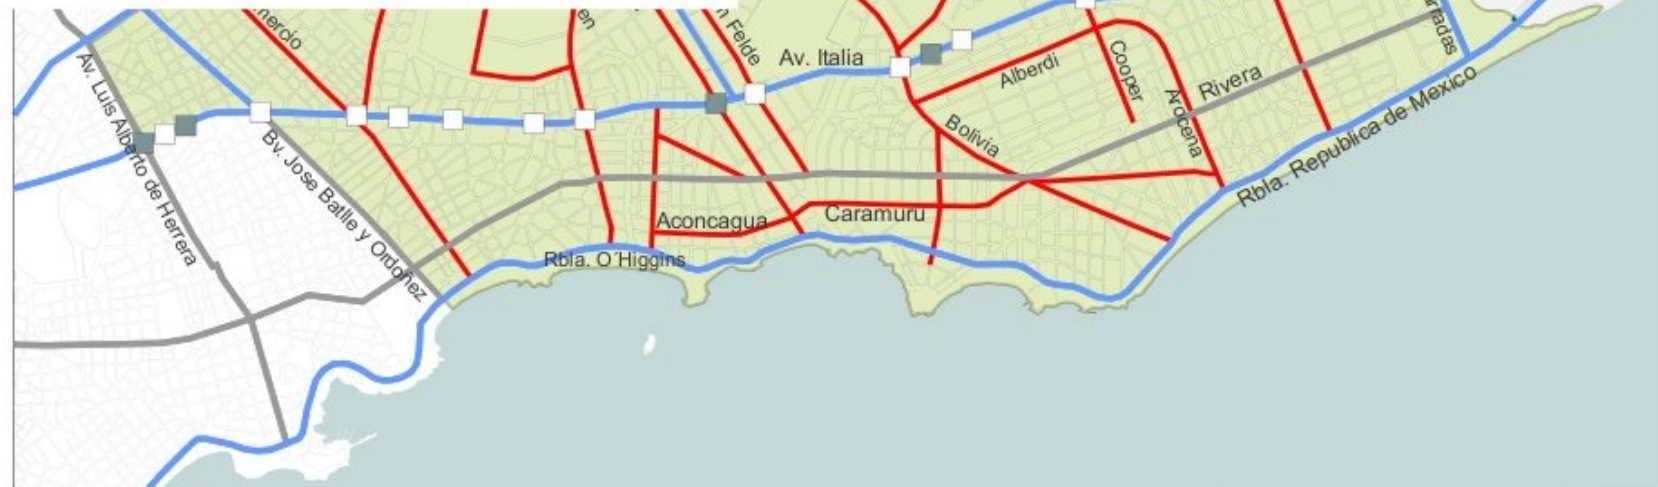 Felde
Av. Italia
Av. Luis Alberto de Herrera
Bv. Jose Batlle y Ordoñez
Alberdi
Cooper
Arocena
Rivera
Bolivia
Aconcagua
Caramuru
Rbla. O´Higgins
Rbla. Republica de Mexico